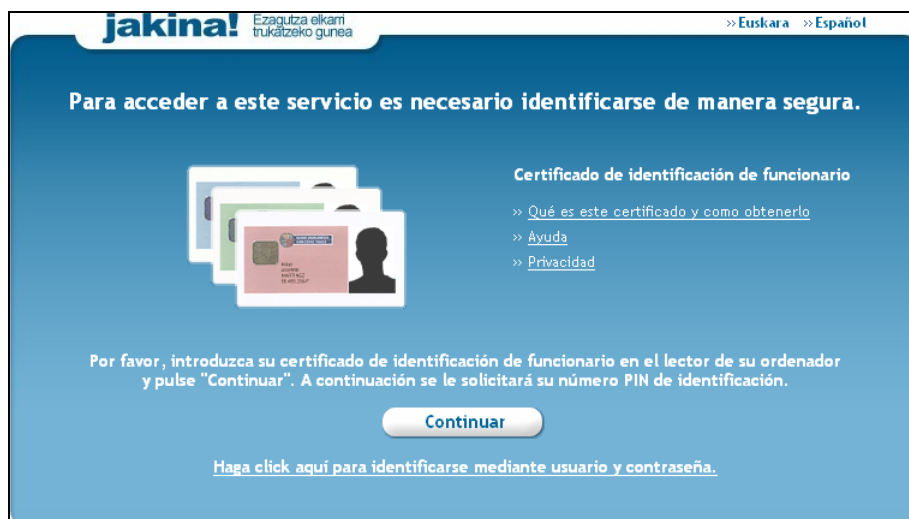 jakina!
Ezagutza elkarri
trukatzeko gunea
»Euskara »Español
Para acceder a este servicio es necesario identificarse de manera segura.
Certificado de identificación de funcionario
» Qué es este certificado y como obtenerlo
» Ayuda
» Privacidad
Por favor, introduzca su certificado de identificación de funcionario en el lector de su ordenador
y pulse "Continuar". A continuación se le solicitará su número PIN de identificación.
Continuar
Haga click aquí para identificarse mediante usuario y contraseña.